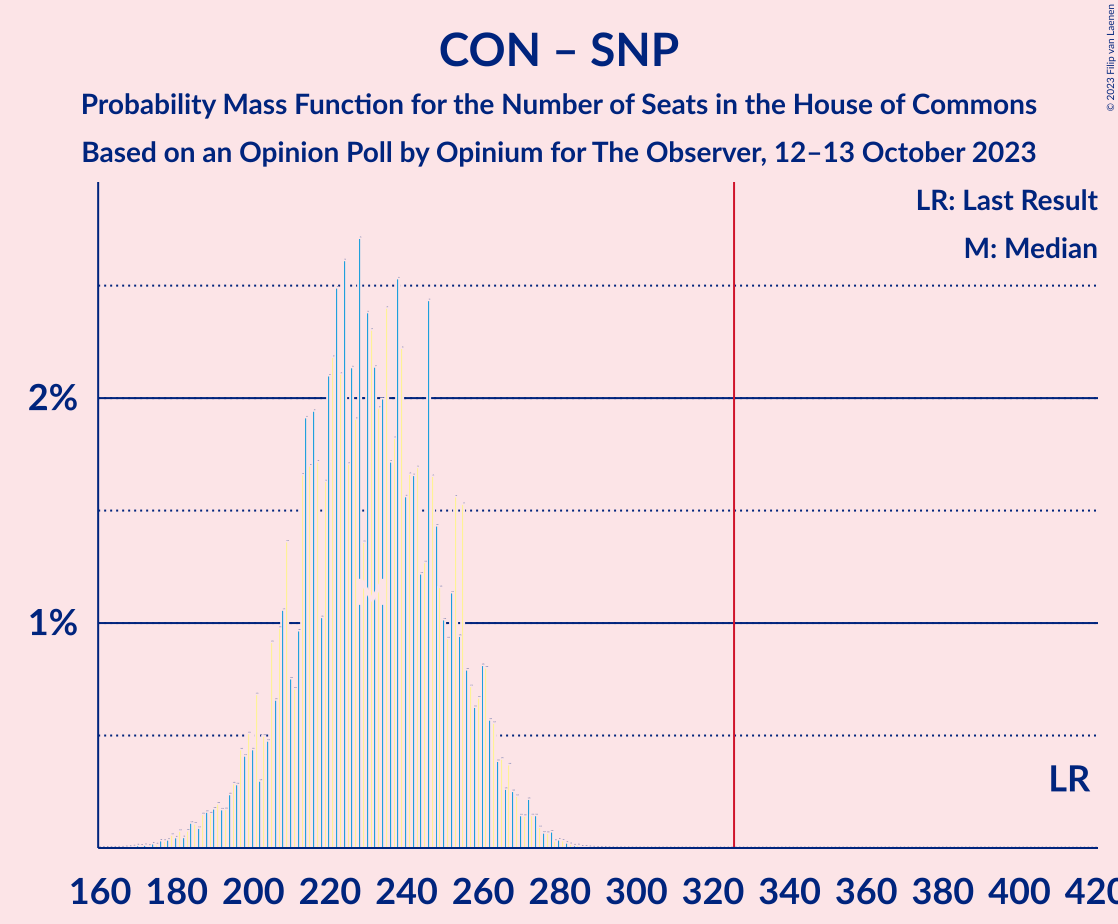 CON – SNP
Probability Mass Function for the Number of Seats in the House of Commons
Based on an Opinion Poll by Opinium for The Observer, 12–13 October 2023
© 2023 Filip van Laenen
LR: Last Result
M: Median
2%
1%
LR
160 180 200 220 240 260 280 300 320 340 360 380 400 420